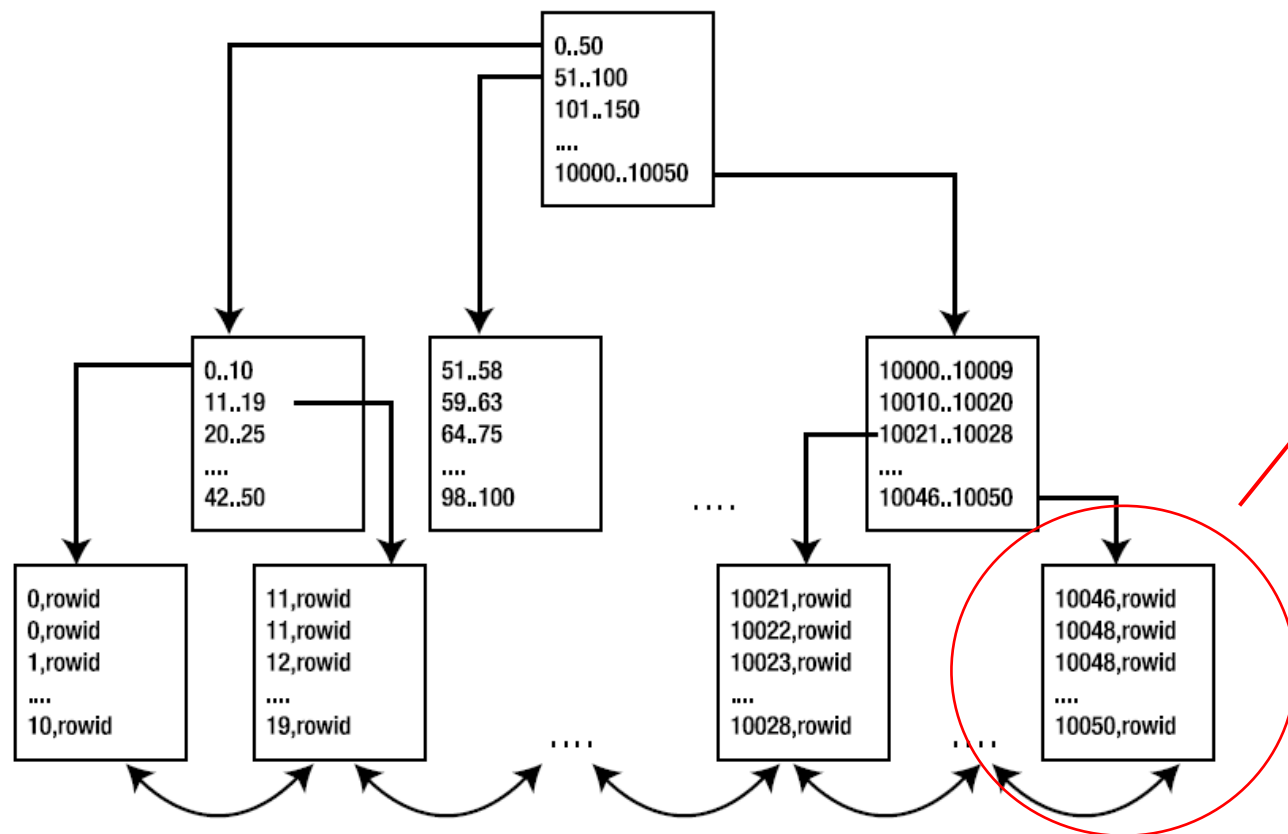 0..50
51..100
101..150
....
10000..10050
0..10
11..19
20..25
....
42..50
51..58
59..63
64..75
....
98..100
....
10000..10009
10010..10020
10021..10028
....
10046..10050
0,rowid
0,rowid
1,rowid
....
10,rowid
11,rowid
11,rowid
12,rowid
....
19,rowid
....
10021,rowid
10022,rowid
10023,rowid
....
10028,rowid
....
10046,rowid
10048,rowid
10048,rowid
....
10050,rowid